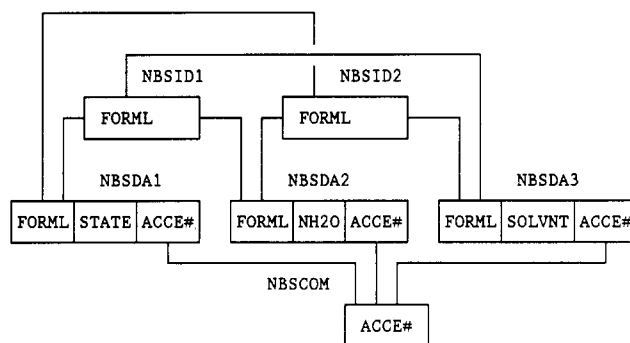 NBSID1 NBSID2
FORML FORML
NBSDA1 NBSDA2 NBSDA3
FORML STATE ACCE# FORML NH2O ACCE# FORML SOLVNT ACCE#
NBSCOM
ACCE#